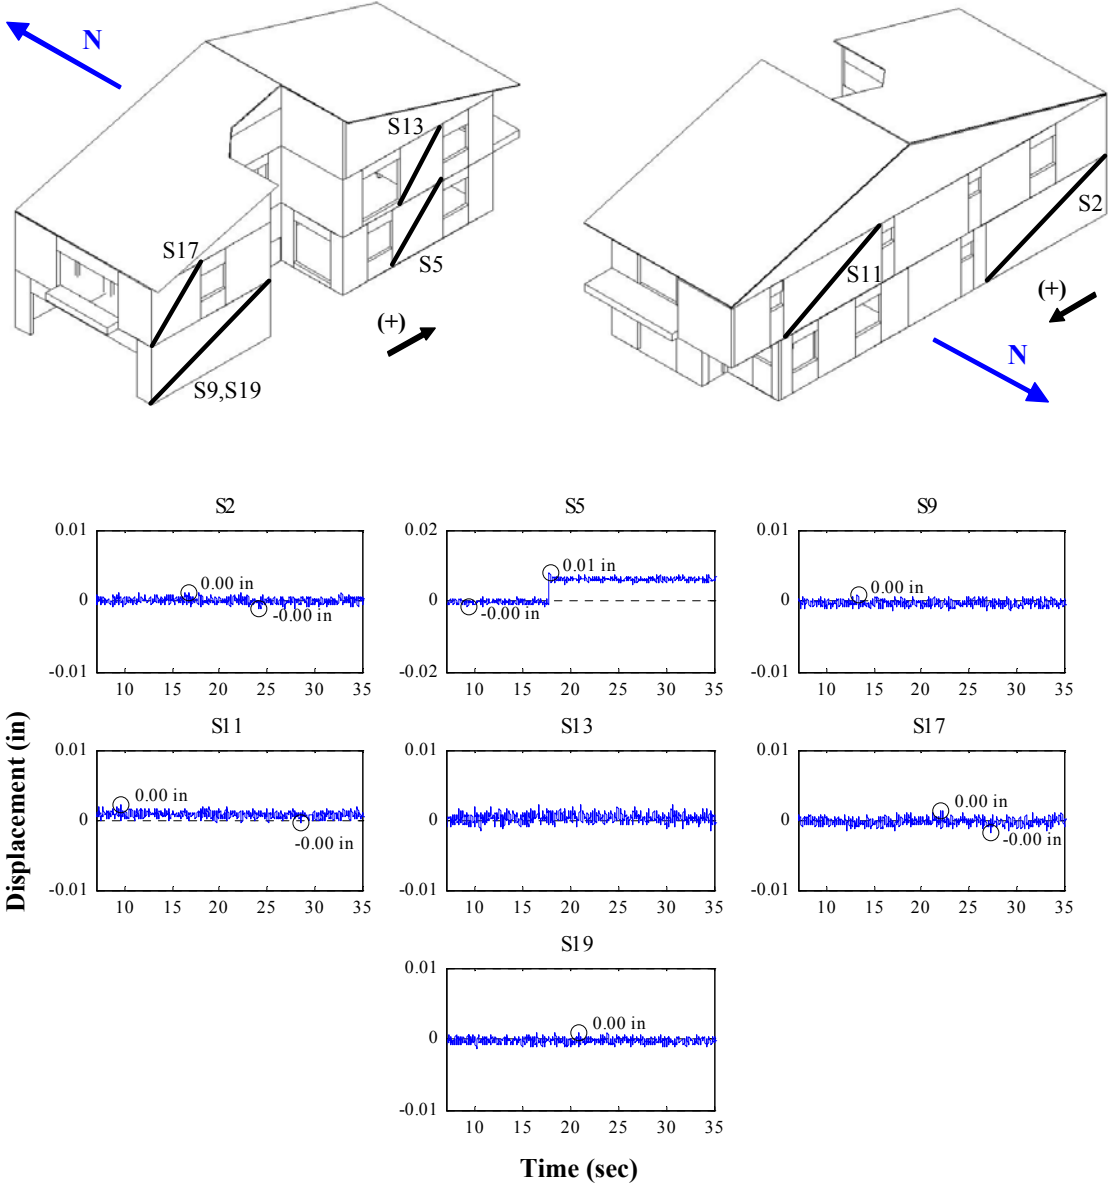 N
S13
S17
S5
(+)
S9,S19
S2
S11
(+)
N
S2
0.01
0
-0.01
0.00 in
-0.00 in
10 15 20 25 30 35
S5
0.02
0
-0.02
0.01 in
-0.00 in
10 15 20 25 30 35
S9
0.01
0
-0.01
0.00 in
10 15 20 25 30 35
S11
0.01
0
-0.01
0.00 in
-0.00 in
10 15 20 25 30 35
S13
0.01
0
-0.01
10 15 20 25 30 35
S17
0.01
0
-0.01
0.00 in
-0.00 in
10 15 20 25 30 35
S19
0.01
0
-0.01
0.00 in
10 15 20 25 30 35
Displacement (in)
Time (sec)